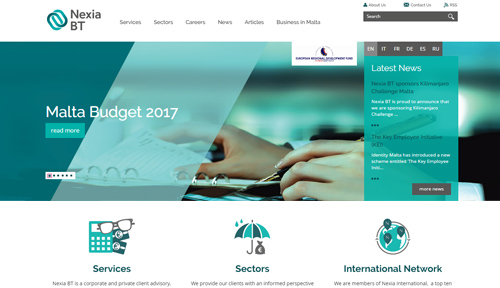 Nexia
BT
About Us
Contact Us
RSS
Search
Services
Sectors
Careers
News
Articles
Business in Malta
EUROPEAN REGIONAL DEVELOPMENT FUND
EN IT FR DE ES RU
Malta Budget 2017
read more
Latest News
Nexia BT sponsors Kilimanjaro
Challenge Malta
Nexia BT is proud to announce that
we are sponsoring Kilimanjaro
Challenge ...
The Key Employee Initiative
Identity Malta has introduced a new
scheme entitled 'The Key Employee
Initi...
more news
Services
Nexia BT is a corporate and private client advisory,
Sectors
We provide our clients with an informed perspective
International Network
We are members of Nexia International, a top ten